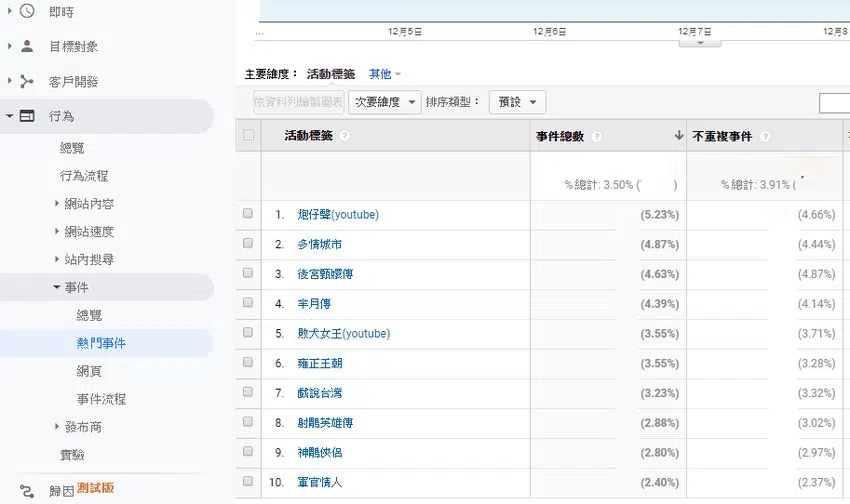 即時
目標對象
客戶開發
行為
總覽
行為流程
網站內容
網站速度
站內搜尋
事件
總覽
熱門事件
網頁
事件流程
發布商
實驗
歸因 測試版
... 12月5日 12月6日 12月7日 12月8
主要維度： 活動標籤 其他
依資料列繪製圖表 次要維度 排序類型： 預設
活動標籤 事件總數 不重複事件
% 總計: 3.50% ( ) % 總計: 3.91% (
1. 炮仔聲(youtube) (5.23%) (4.66%)
2. 多情城市 (4.87%) (4.44%)
3. 後宮甄嬛傳 (4.63%) (4.87%)
4. 羋月傳 (4.39%) (4.14%)
5. 敗犬女王(youtube) (3.55%) (3.71%)
6. 雍正王朝 (3.55%) (3.28%)
7. 戲說台灣 (3.23%) (3.32%)
8. 射鵰英雄傳 (2.88%) (3.02%)
9. 神鵰俠侶 (2.80%) (2.97%)
10. 軍官情人 (2.40%) (2.37%)